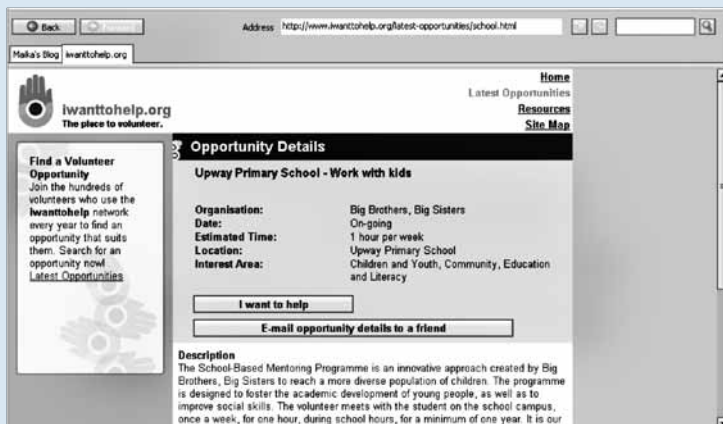 Back
Address http://www.iwanttohelp.org/latest-opportunities/school.html
Maika's Blog iwanttohelp.org
Home
Latest Opportunities
Resources
Site Map
iwanttohelp.org
The place to volunteer.
Find a Volunteer
Opportunity
Join the hundreds of
volunteers who use the
iwanttohelp network
every year to find an
opportunity that suits
them. Search for an
opportunity now!
Latest Opportunities
Opportunity Details
Upway Primary School - Work with kids
Organisation: Big Brothers, Big Sisters
Date: On-going
Estimated Time: 1 hour per week
Location: Upway Primary School
Interest Area: Children and Youth, Community, Education
and Literacy
I want to help
E-mail opportunity details to a friend
Description
The School-Based Mentoring Programme is an innovative approach created by Big
Brothers, Big Sisters to reach a more diverse population of children. The programme
is designed to foster the academic development of young people, as well as to
improve social skills. The volunteer meets with the student on the school campus,
once a week, for one hour, during school hours, for a minimum of one year. It is our